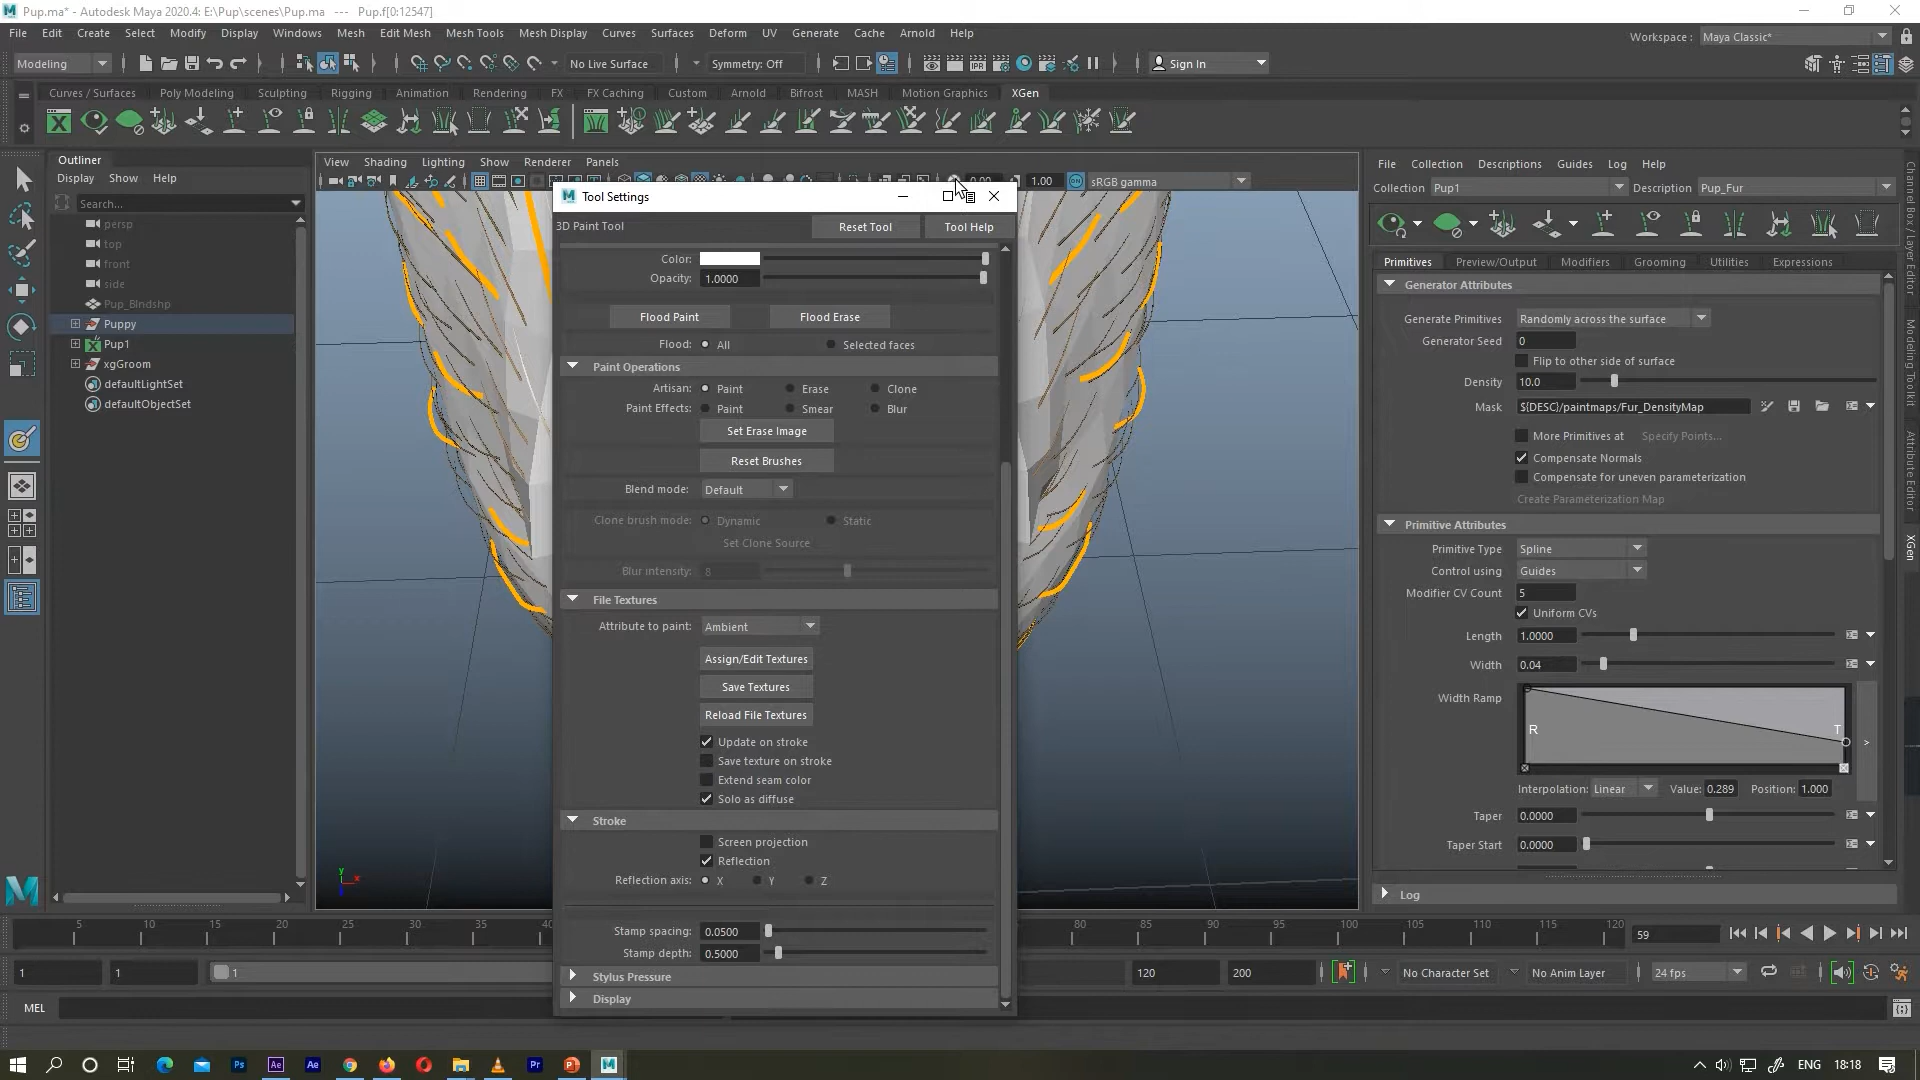 Pup.ma* - Autodesk Maya 2020.4: E:\Pup\scenes\Pup.ma --- Pup.f[0:12547]
File Edit Create Select Modify Display Windows Mesh Edit Mesh Mesh Tools Mesh Display Curves Surfaces Deform UV Generate Cache Arnold Help
Workspace : Maya Classic*
Modeling No Live Surface Symmetry: Off Sign In
Curves / Surfaces Poly Modeling Sculpting Rigging Animation Rendering FX FX Caching Custom Arnold Bifrost MASH Motion Graphics XGen
Outliner
Display Show Help
Search...
persp
top
front
side
Pup_Blndshp
Puppy
Pup1
xgGroom
defaultLightSet
defaultObjectSet
View Shading Lighting Show Renderer Panels
0.00 1.00 sRGB gamma
Tool Settings
3D Paint Tool Reset Tool Tool Help
Color:
Opacity: 1.0000
Flood Paint Flood Erase
Flood: All Selected faces
Paint Operations
Artisan: Paint Erase Clone
Paint Effects: Paint Smear Blur
Set Erase Image
Reset Brushes
Blend mode: Default
Clone brush mode: Dynamic Static
Set Clone Source
Blur intensity: 8
File Textures
Attribute to paint: Ambient
Assign/Edit Textures
Save Textures
Reload File Textures
Update on stroke
Save texture on stroke
Extend seam color
Solo as diffuse
Stroke
Screen projection
Reflection
Reflection axis: X Y Z
Stamp spacing: 0.0500
Stamp depth: 0.5000
Stylus Pressure
Display
File Collection Descriptions Guides Log Help
Collection Pup1 Description Pup_Fur
Primitives Preview/Output Modifiers Grooming Utilities Expressions
Generator Attributes
Generate Primitives Randomly across the surface
Generator Seed 0
Flip to other side of surface
Density 10.0
Mask ${DESC}/paintmaps/Fur_DensityMap
More Primitives at Specify Points...
Compensate Normals
Compensate for uneven parameterization
Create Parameterization Map
Primitive Attributes
Primitive Type Spline
Control using Guides
Modifier CV Count 5
Uniform CVs
Length 1.0000
Width 0.04
Width Ramp
R T
>
Interpolation: Linear Value: 0.289 Position: 1.000
Taper 0.0000
Taper Start 0.0000
Log
Channel Box / Layer Editor
Modeling Toolkit
Attribute Editor
XGen
y x
5 10 15 20 25 30 35 40 80 85 90 95 100 105 110 115 120 59
1 1 1 120 200 No Character Set No Anim Layer 24 fps
MEL
ENG 18:18